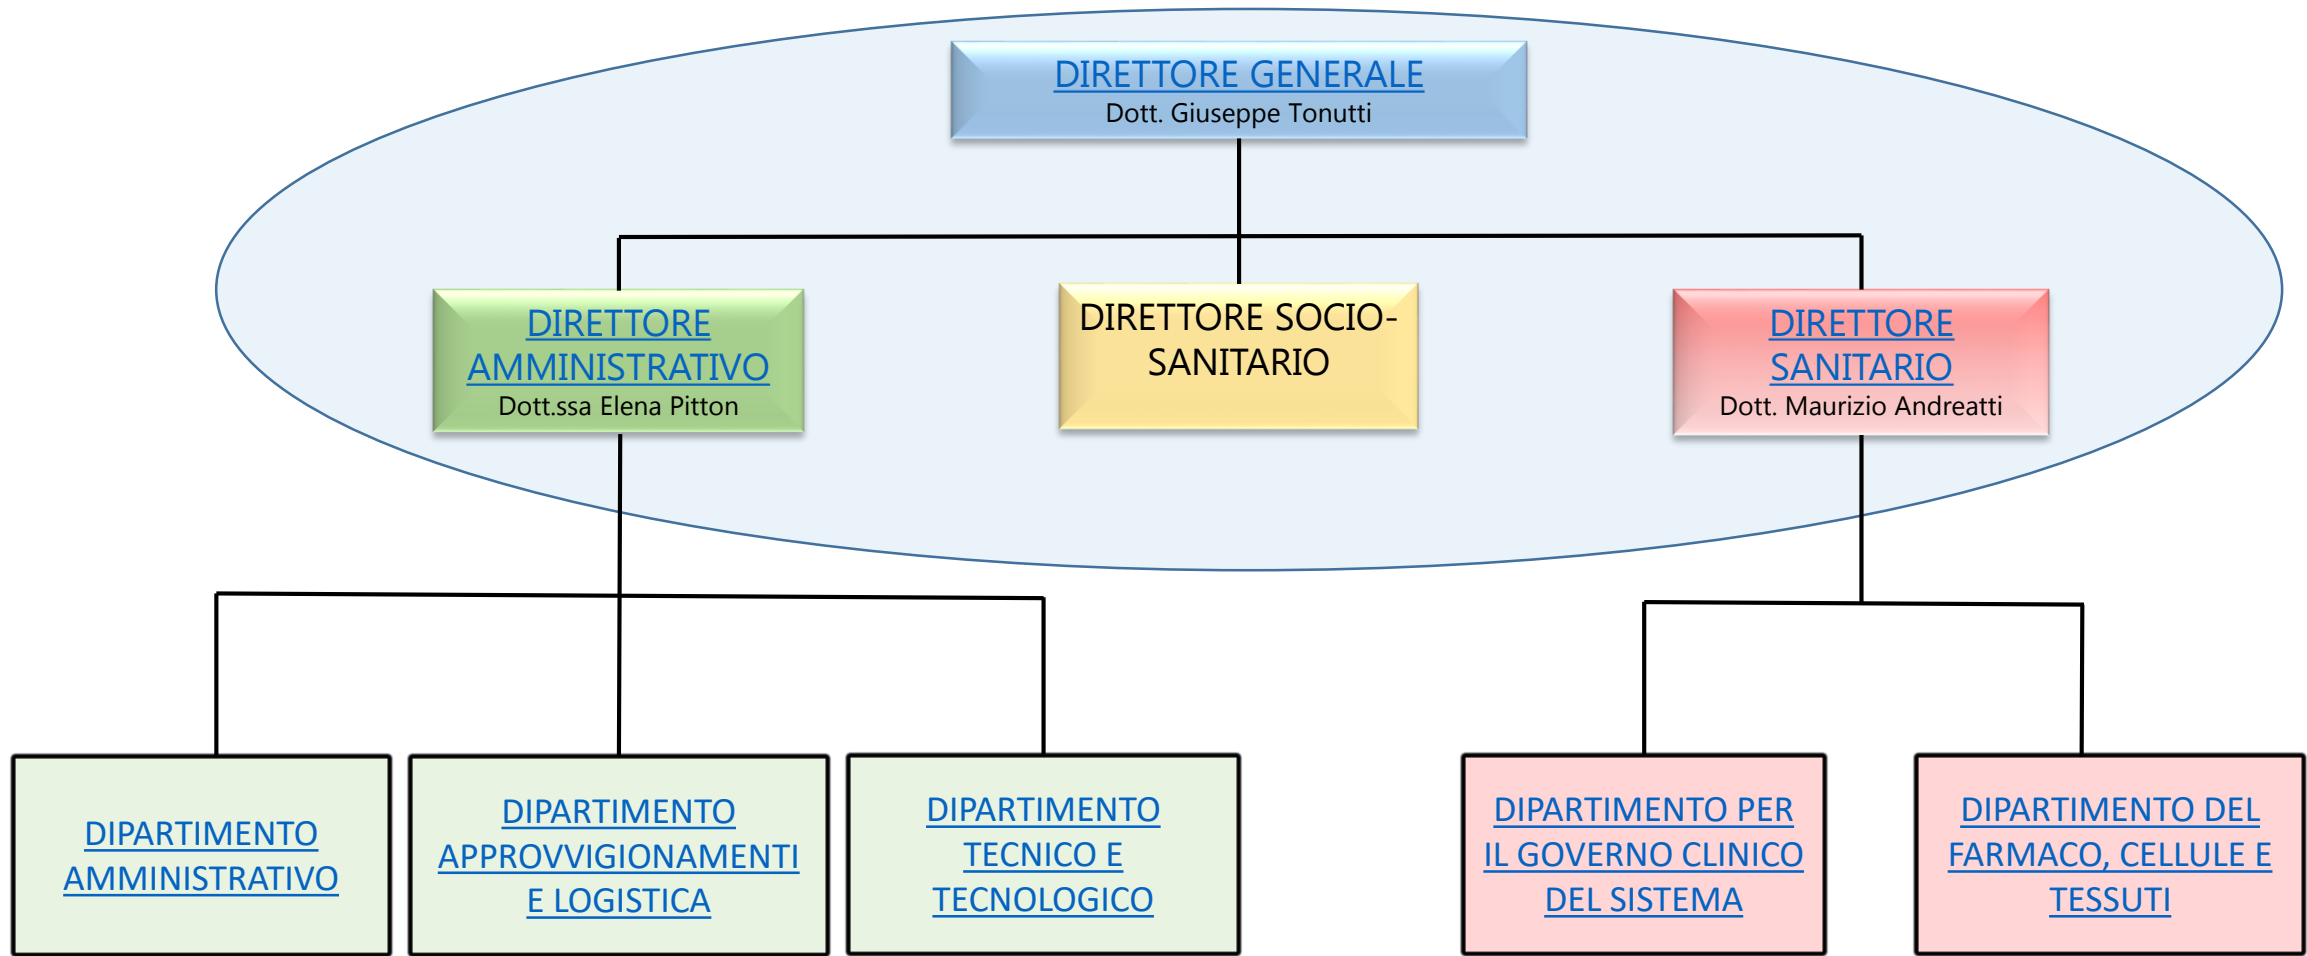 DIRETTORE GENERALE
Dott. Giuseppe Tonutti
DIRETTORE
AMMINISTRATIVO
Dott.ssa Elena Pitton
DIRETTORE SOCIO-
SANITARIO
DIRETTORE
SANITARIO
Dott. Maurizio Andreatti
DIPARTIMENTO
AMMINISTRATIVO
DIPARTIMENTO
APPROVVIGIONAMENTI
E LOGISTICA
DIPARTIMENTO
TECNICO E
TECNOLOGICO
DIPARTIMENTO PER
IL GOVERNO CLINICO
DEL SISTEMA
DIPARTIMENTO DEL
FARMACO, CELLULE E
TESSUTI